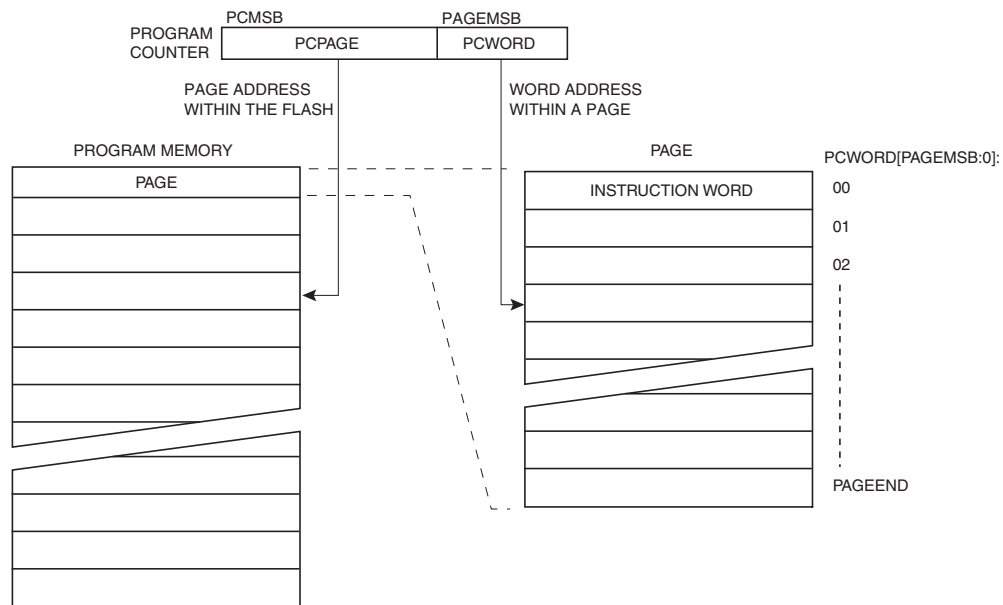 PCMSB PAGEMSB
PROGRAM
COUNTER
PCPAGE PCWORD
PAGE ADDRESS
WITHIN THE FLASH
WORD ADDRESS
WITHIN A PAGE
PROGRAM MEMORY
PAGE
PAGE
PCWORD[PAGEMSB:0]:
INSTRUCTION WORD
00
01
02
PAGEEND